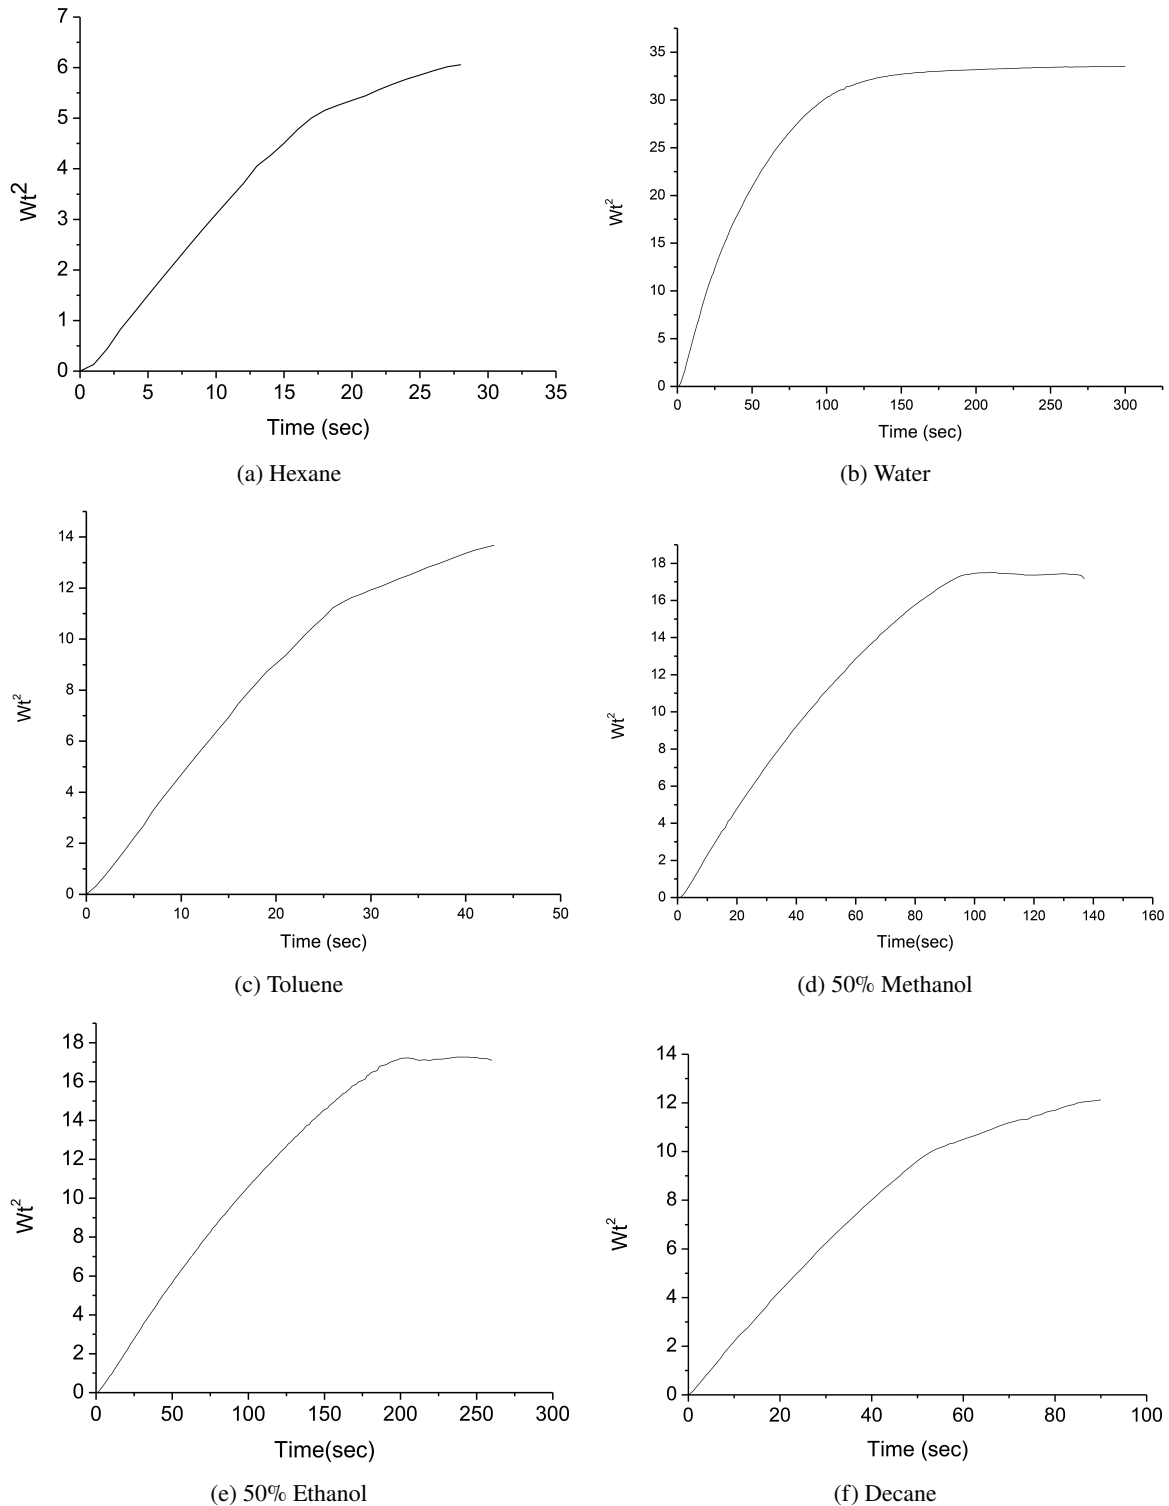 7
6
5
4
3
2
1
0
Wt2
0 5 10 15 20 25 30 35
Time (sec)
(a) Hexane
35
30
25
20
15
10
5
0
Wt²
0 50 100 150 200 250 300
Time (sec)
(b) Water
14
12
10
8
6
4
2
0
Wt²
0 10 20 30 40 50
Time (sec)
(c) Toluene
18
16
14
12
10
8
6
4
2
0
Wt²
0 20 40 60 80 100 120 140 160
Time(sec)
(d) 50% Methanol
18
16
14
12
10
8
6
4
2
0
Wt²
0 50 100 150 200 250 300
Time(sec)
(e) 50% Ethanol
14
12
10
8
6
4
2
0
Wt²
0 20 40 60 80 100
Time (sec)
(f) Decane